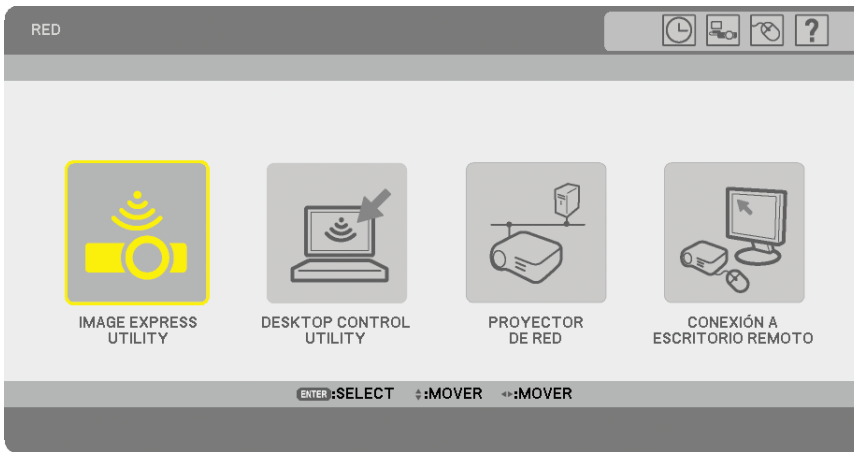 RED
?
IMAGE EXPRESS
UTILITY
DESKTOP CONTROL
UTILITY
PROYECTOR
DE RED
CONEXIÓN A
ESCRITORIO REMOTO
ENTER:SELECT :MOVER :MOVER